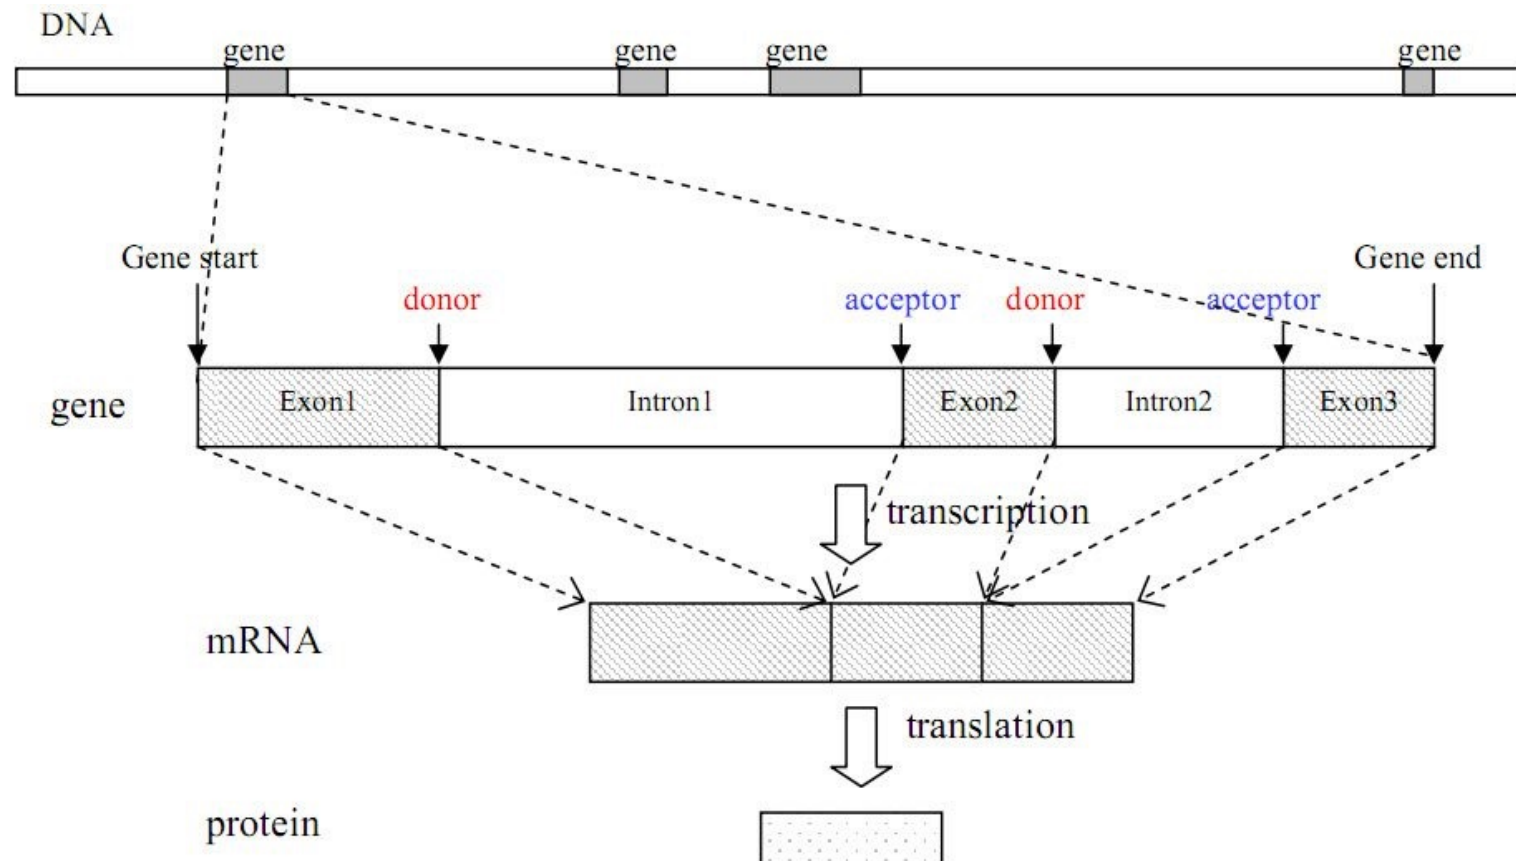 DNA
gene gene gene gene
Gene start Gene end
donor acceptor donor acceptor
gene Exon1 Intron1 Exon2 Intron2 Exon3
transcription
mRNA
translation
protein